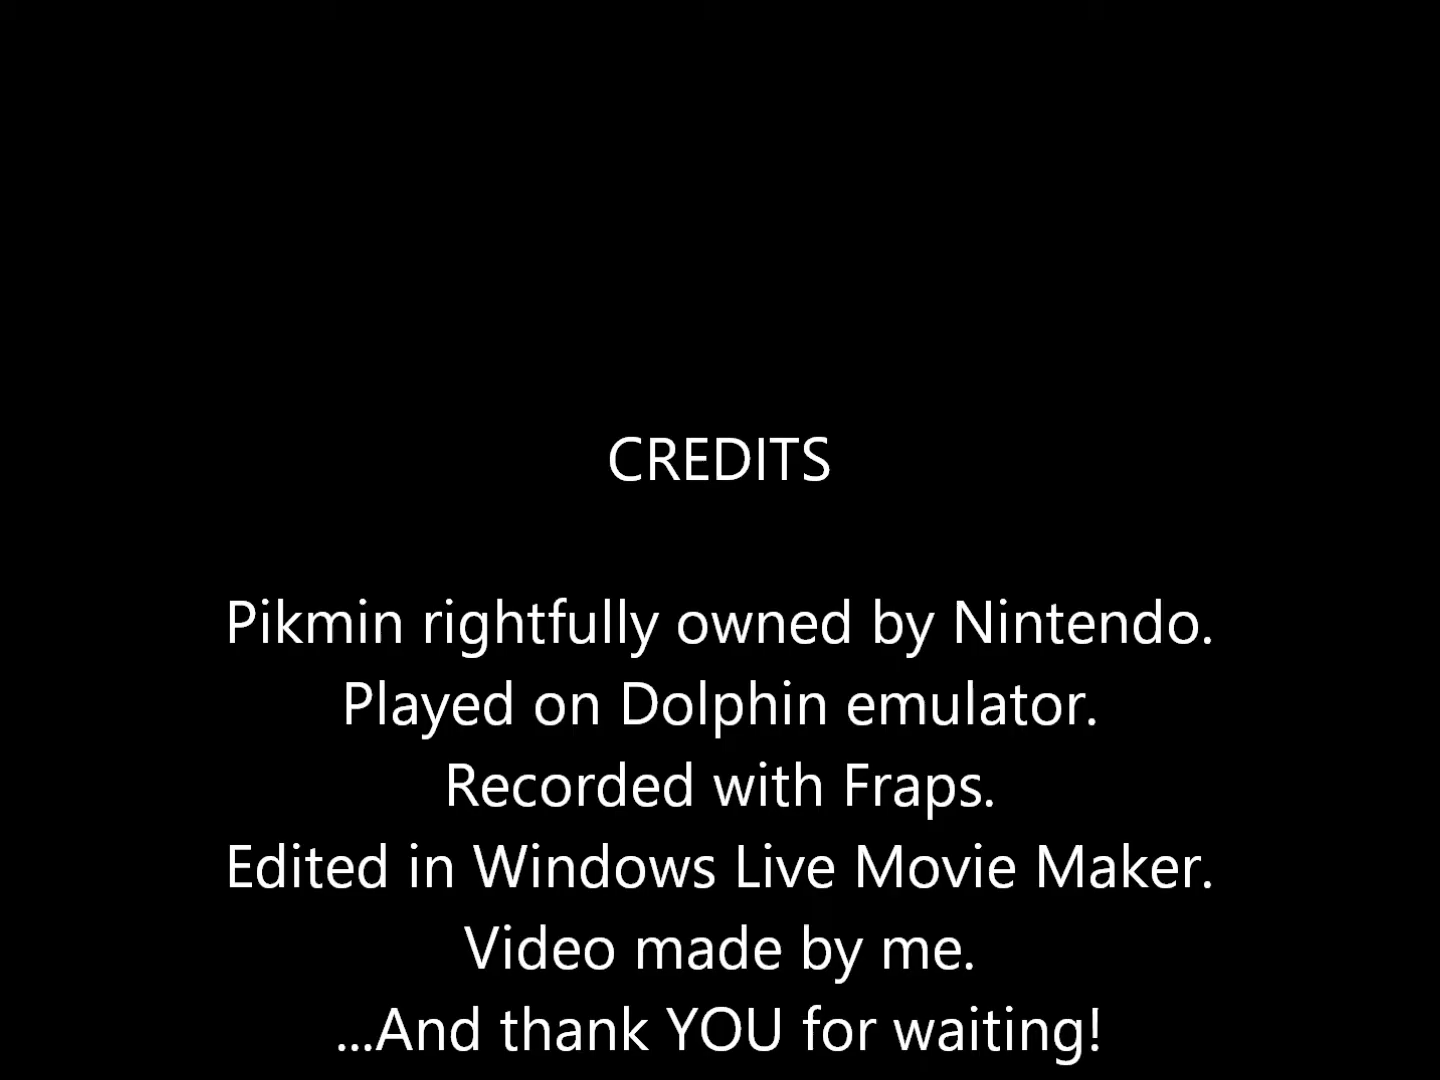 CREDITS
Pikmin rightfully owned by Nintendo.
Played on Dolphin emulator.
Recorded with Fraps.
Edited in Windows Live Movie Maker.
Video made by me.
...And thank YOU for waiting!